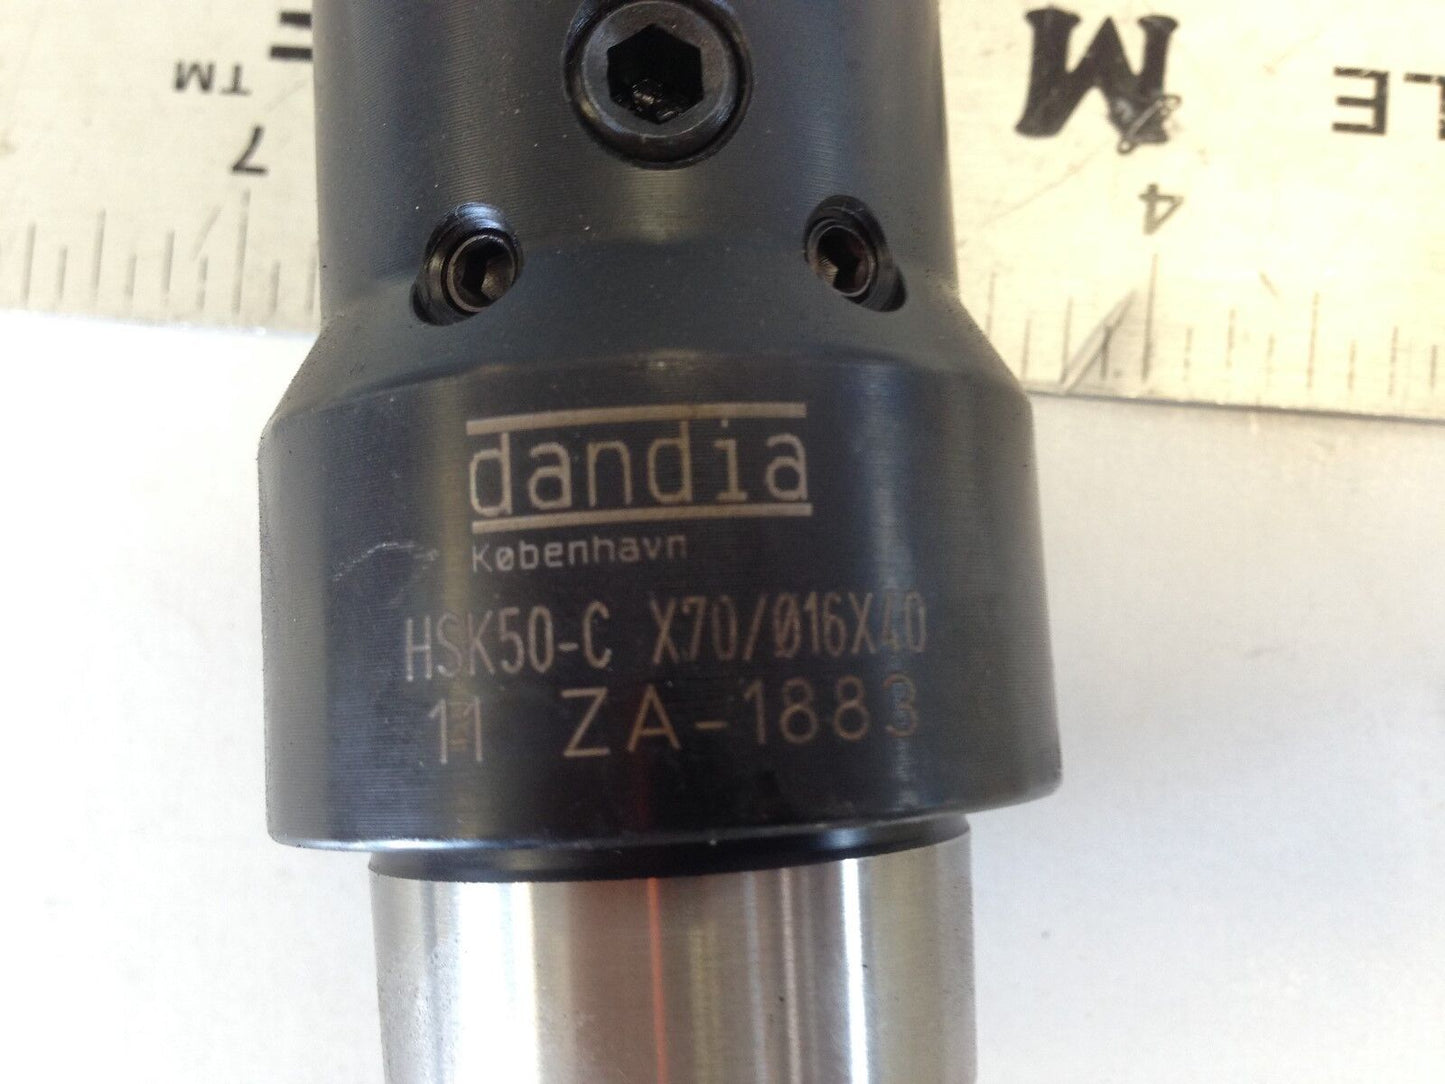 TM
7
M
4
LE
dandia
København
HSK50-C X70/Ø16X40
11 ZA-1883